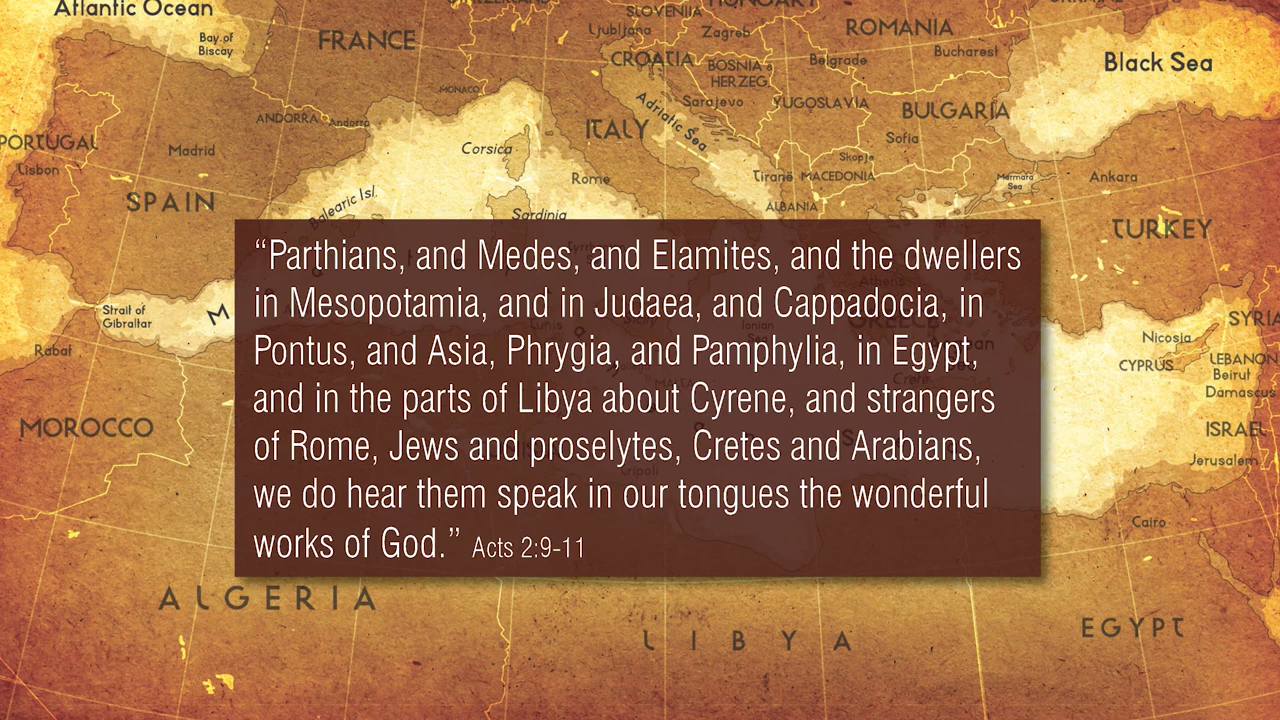 Atlantic Ocean
Bay of
Biscay
FRANCE
SLOVENIJA
HUNGARY
ROMANIA
Ljubljana
Zagreb
CROATIA
BOSNIA &
HERZEG.
Belgrade
Bucharest
Black Sea
MONACO
Sarajevo
YUGOSLAVIA
BULGARIA
ANDORRA
Andorra
Adriatic Sea
ITALY
Sofia
PORTUGAL
Lisbon
Madrid
Corsica
Skopje
SPAIN
Rome
Tiranë
MACEDONIA
Marmara
Sea
Ankara
Balearic Isl.
Sardinia
ALBANIA
TURKEY
“Parthians, and Medes, and Elamites, and the dwellers
in Mesopotamia, and in Judaea, and Cappadocia, in
Pontus, and Asia, Phrygia, and Pamphylia, in Egypt,
and in the parts of Libya about Cyrene, and strangers
of Rome, Jews and proselytes, Cretes and Arabians,
we do hear them speak in our tongues the wonderful
works of God.” Acts 2:9-11
Strait of
Gibraltar
M
Rabat
MOROCCO
SYRIA
Nicosia
CYPRUS
LEBANON
Beirut
Damascus
ISRAEL
Jerusalem
Cairo
ALGERIA
LIBYA
EGYPT